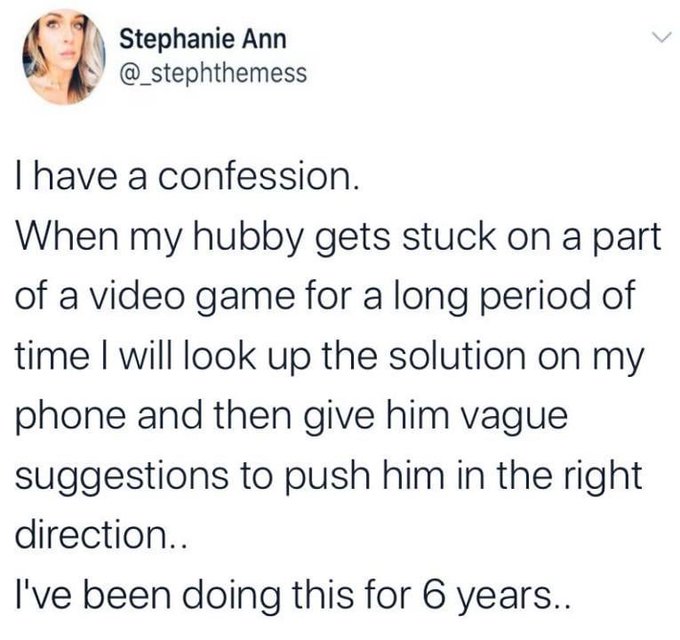 Stephanie Ann
@_stephthemess
I have a confession.
When my hubby gets stuck on a part
of a video game for a long period of
time I will look up the solution on my
phone and then give him vague
suggestions to push him in the right
direction..
I've been doing this for 6 years..